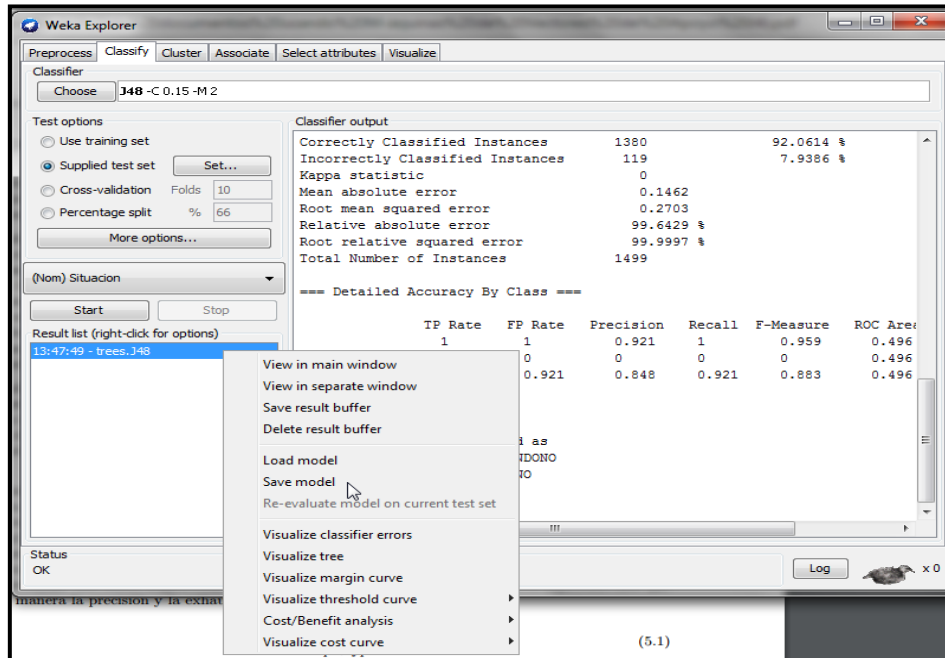 Weka Explorer
Preprocess Classify Cluster Associate Select attributes Visualize
Classifier
Choose J48 -C 0.15 -M 2
Test options
Use training set
Supplied test set Set...
Cross-validation Folds 10
Percentage split % 66
More options...
(Nom) Situacion
Start Stop
Result list (right-click for options)
13:47:49 - trees.J48
Classifier output
Correctly Classified Instances 1380 92.0614 %
Incorrectly Classified Instances 119 7.9386 %
Kappa statistic 0
Mean absolute error 0.1462
Root mean squared error 0.2703
Relative absolute error 99.6429 %
Root relative squared error 99.9997 %
Total Number of Instances 1499
=== Detailed Accuracy By Class ===
TP Rate FP Rate Precision Recall F-Measure ROC Area
1 1 0.921 1 0.959 0.496
0 0 0 0 0.496
0.921 0.848 0.921 0.883 0.496
d as
NDONO
NO
View in main window
View in separate window
Save result buffer
Delete result buffer
Load model
Save model
Re-evaluate model on current test set
Visualize classifier errors
Visualize tree
Visualize margin curve
Visualize threshold curve
Cost/Benefit analysis
Visualize cost curve
Status
OK
Log
x 0
manera la precisión y la exha
(5.1)